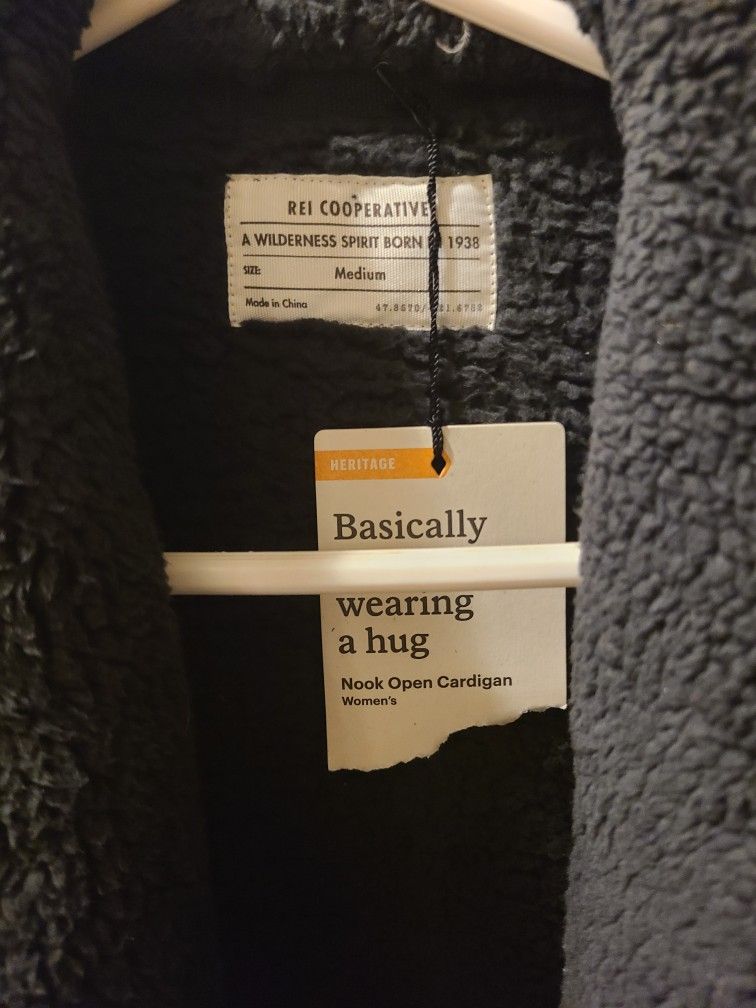 REI COOPERATIVE
A WILDERNESS SPIRIT BORN 1938
SIZE: Medium
Made in China
HERITAGE
Basically
wearing
a hug
Nook Open Cardigan
Women's